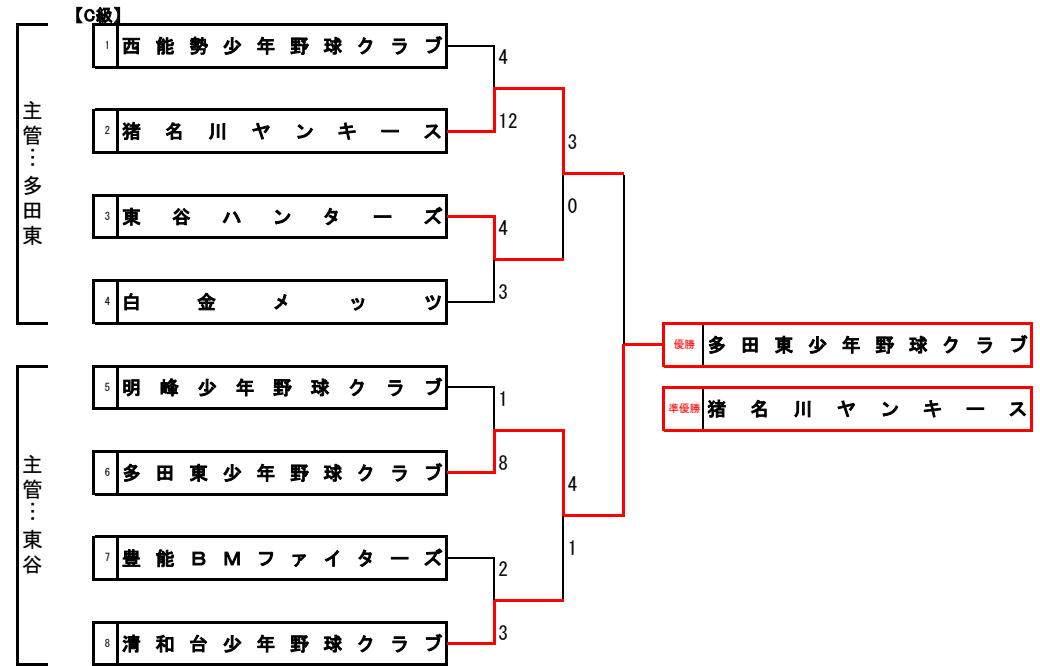 【C級】
主管…多田東
1 西能勢少年野球クラブ
4
2 猪名川ヤンキース
12
3
3 東谷ハンターズ
4
0
4 白金メッツ
3
優勝 多田東少年野球クラブ
準優勝 猪名川ヤンキース
主管…東谷
5 明峰少年野球クラブ
1
6 多田東少年野球クラブ
8
4
7 豊能BMファイターズ
2
1
8 清和台少年野球クラブ
3